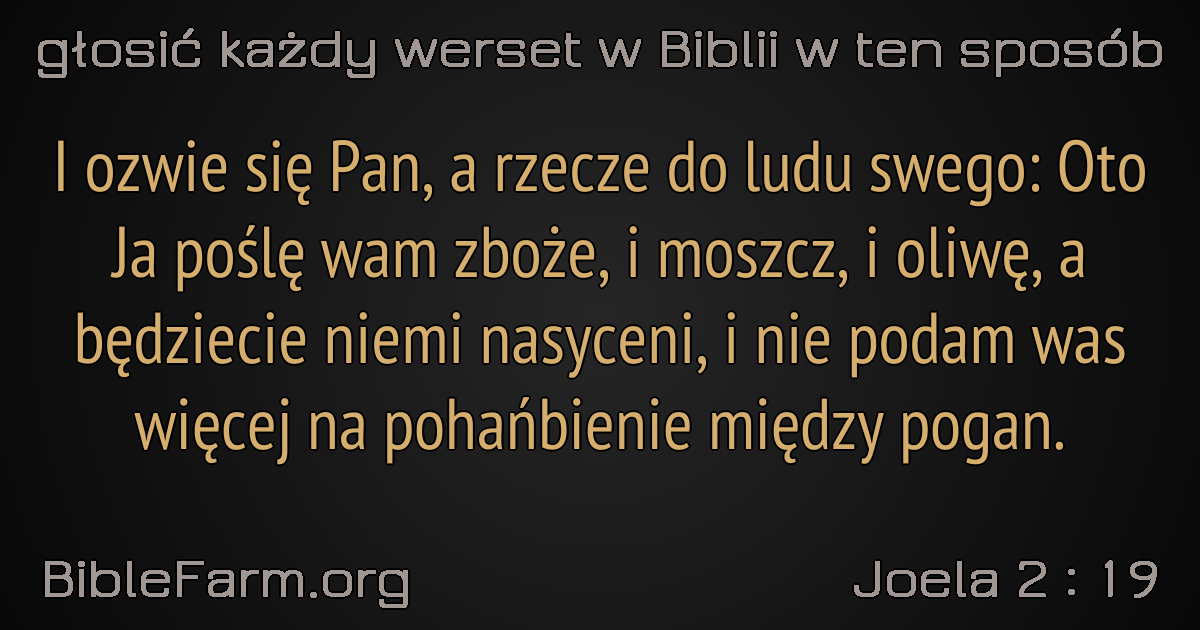 głosić każdy werset w Biblii w ten sposób
I ozwie się Pan, a rzecze do ludu swego: Oto
Ja poślę wam zboże, i moszcz, i oliwę, a
będziecie niemi nasyceni, i nie podam was
więcej na pohańbienie między pogan.
BibleFarm.org
Joela 2 : 19